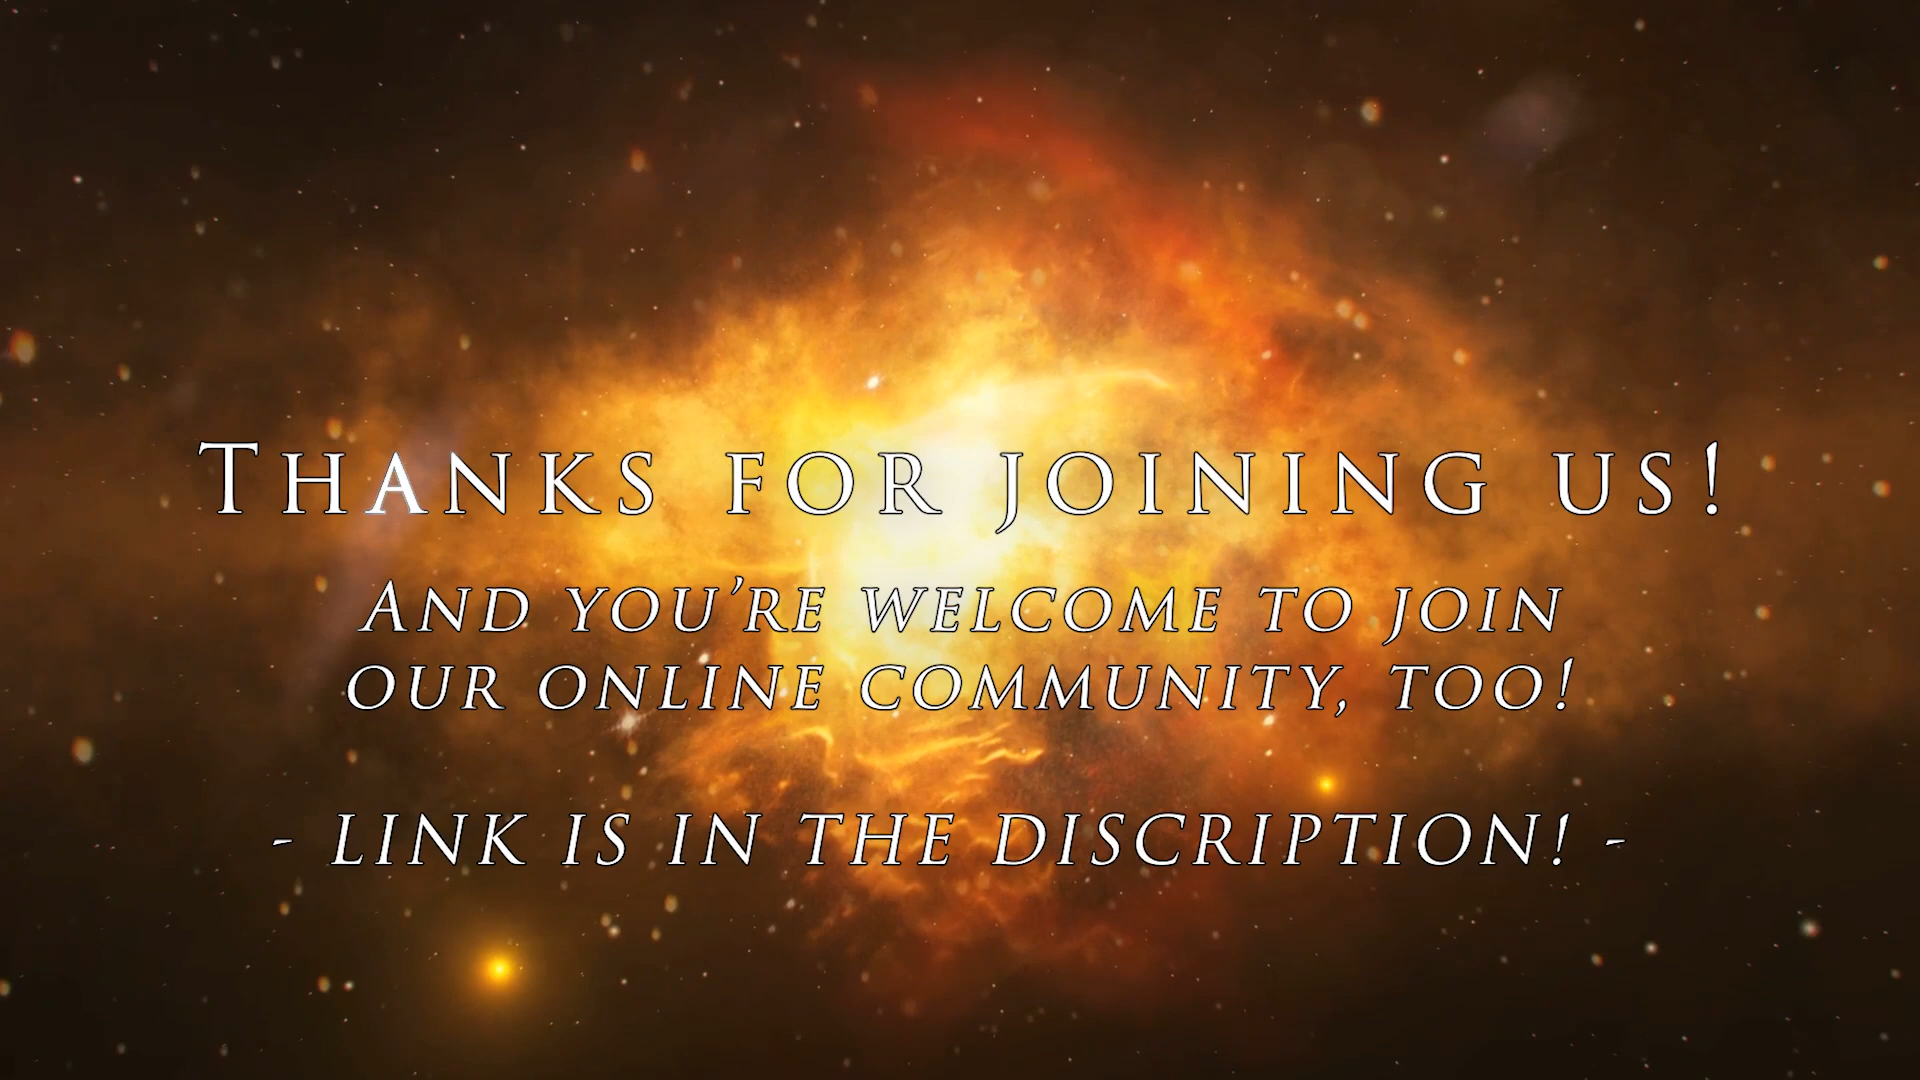 Thanks for joining us!
And you’re welcome to join
our online community, too!
- LINK IS IN THE DISCRIPTION! -